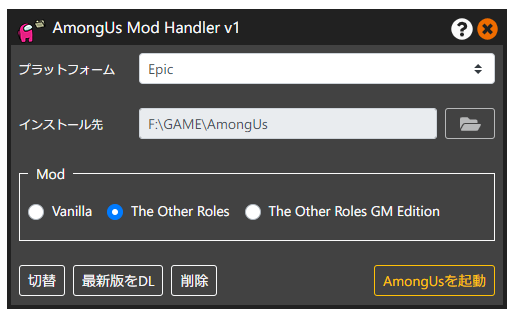 AmongUs Mod Handler v1
プラットフォーム Epic
インストール先 F:\GAME\AmongUs
Mod
Vanilla The Other Roles The Other Roles GM Edition
切替 最新版をDL 削除 AmongUsを起動